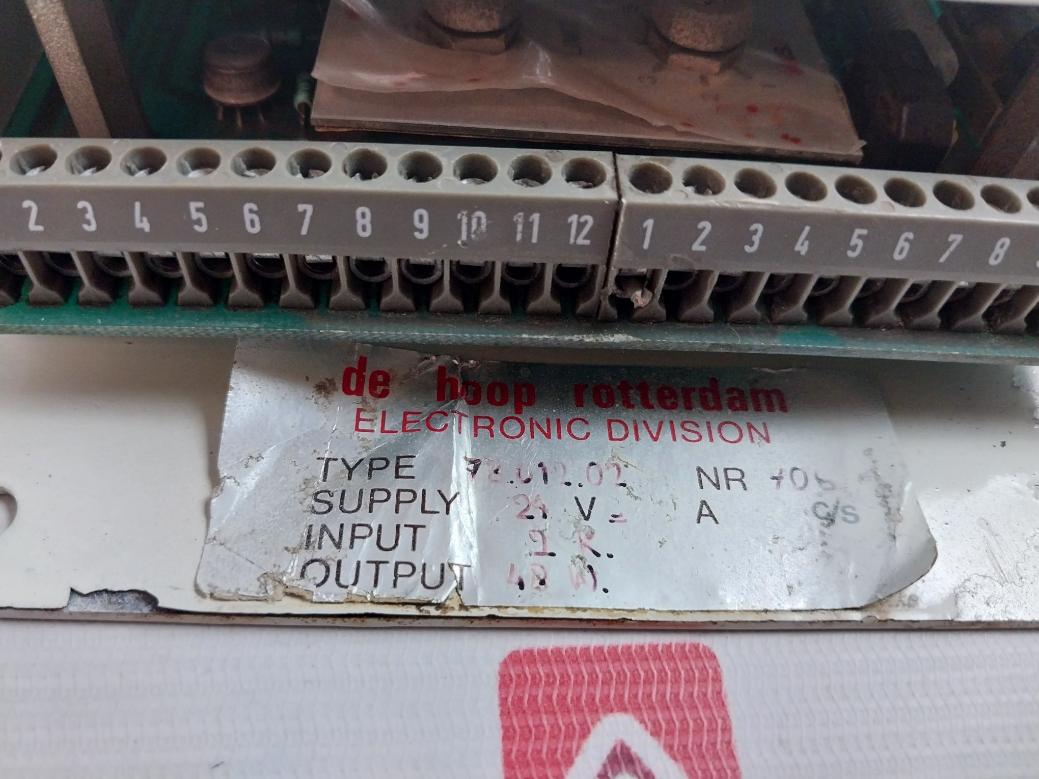 2 3 4 5 6 7 8 9 10 11 12 1 2 3 4 5 6 7 8
de hoop rotterdam
ELECTRONIC DIVISION
TYPE NR
SUPPLY 24 V = A c/s
INPUT
OUTPUT